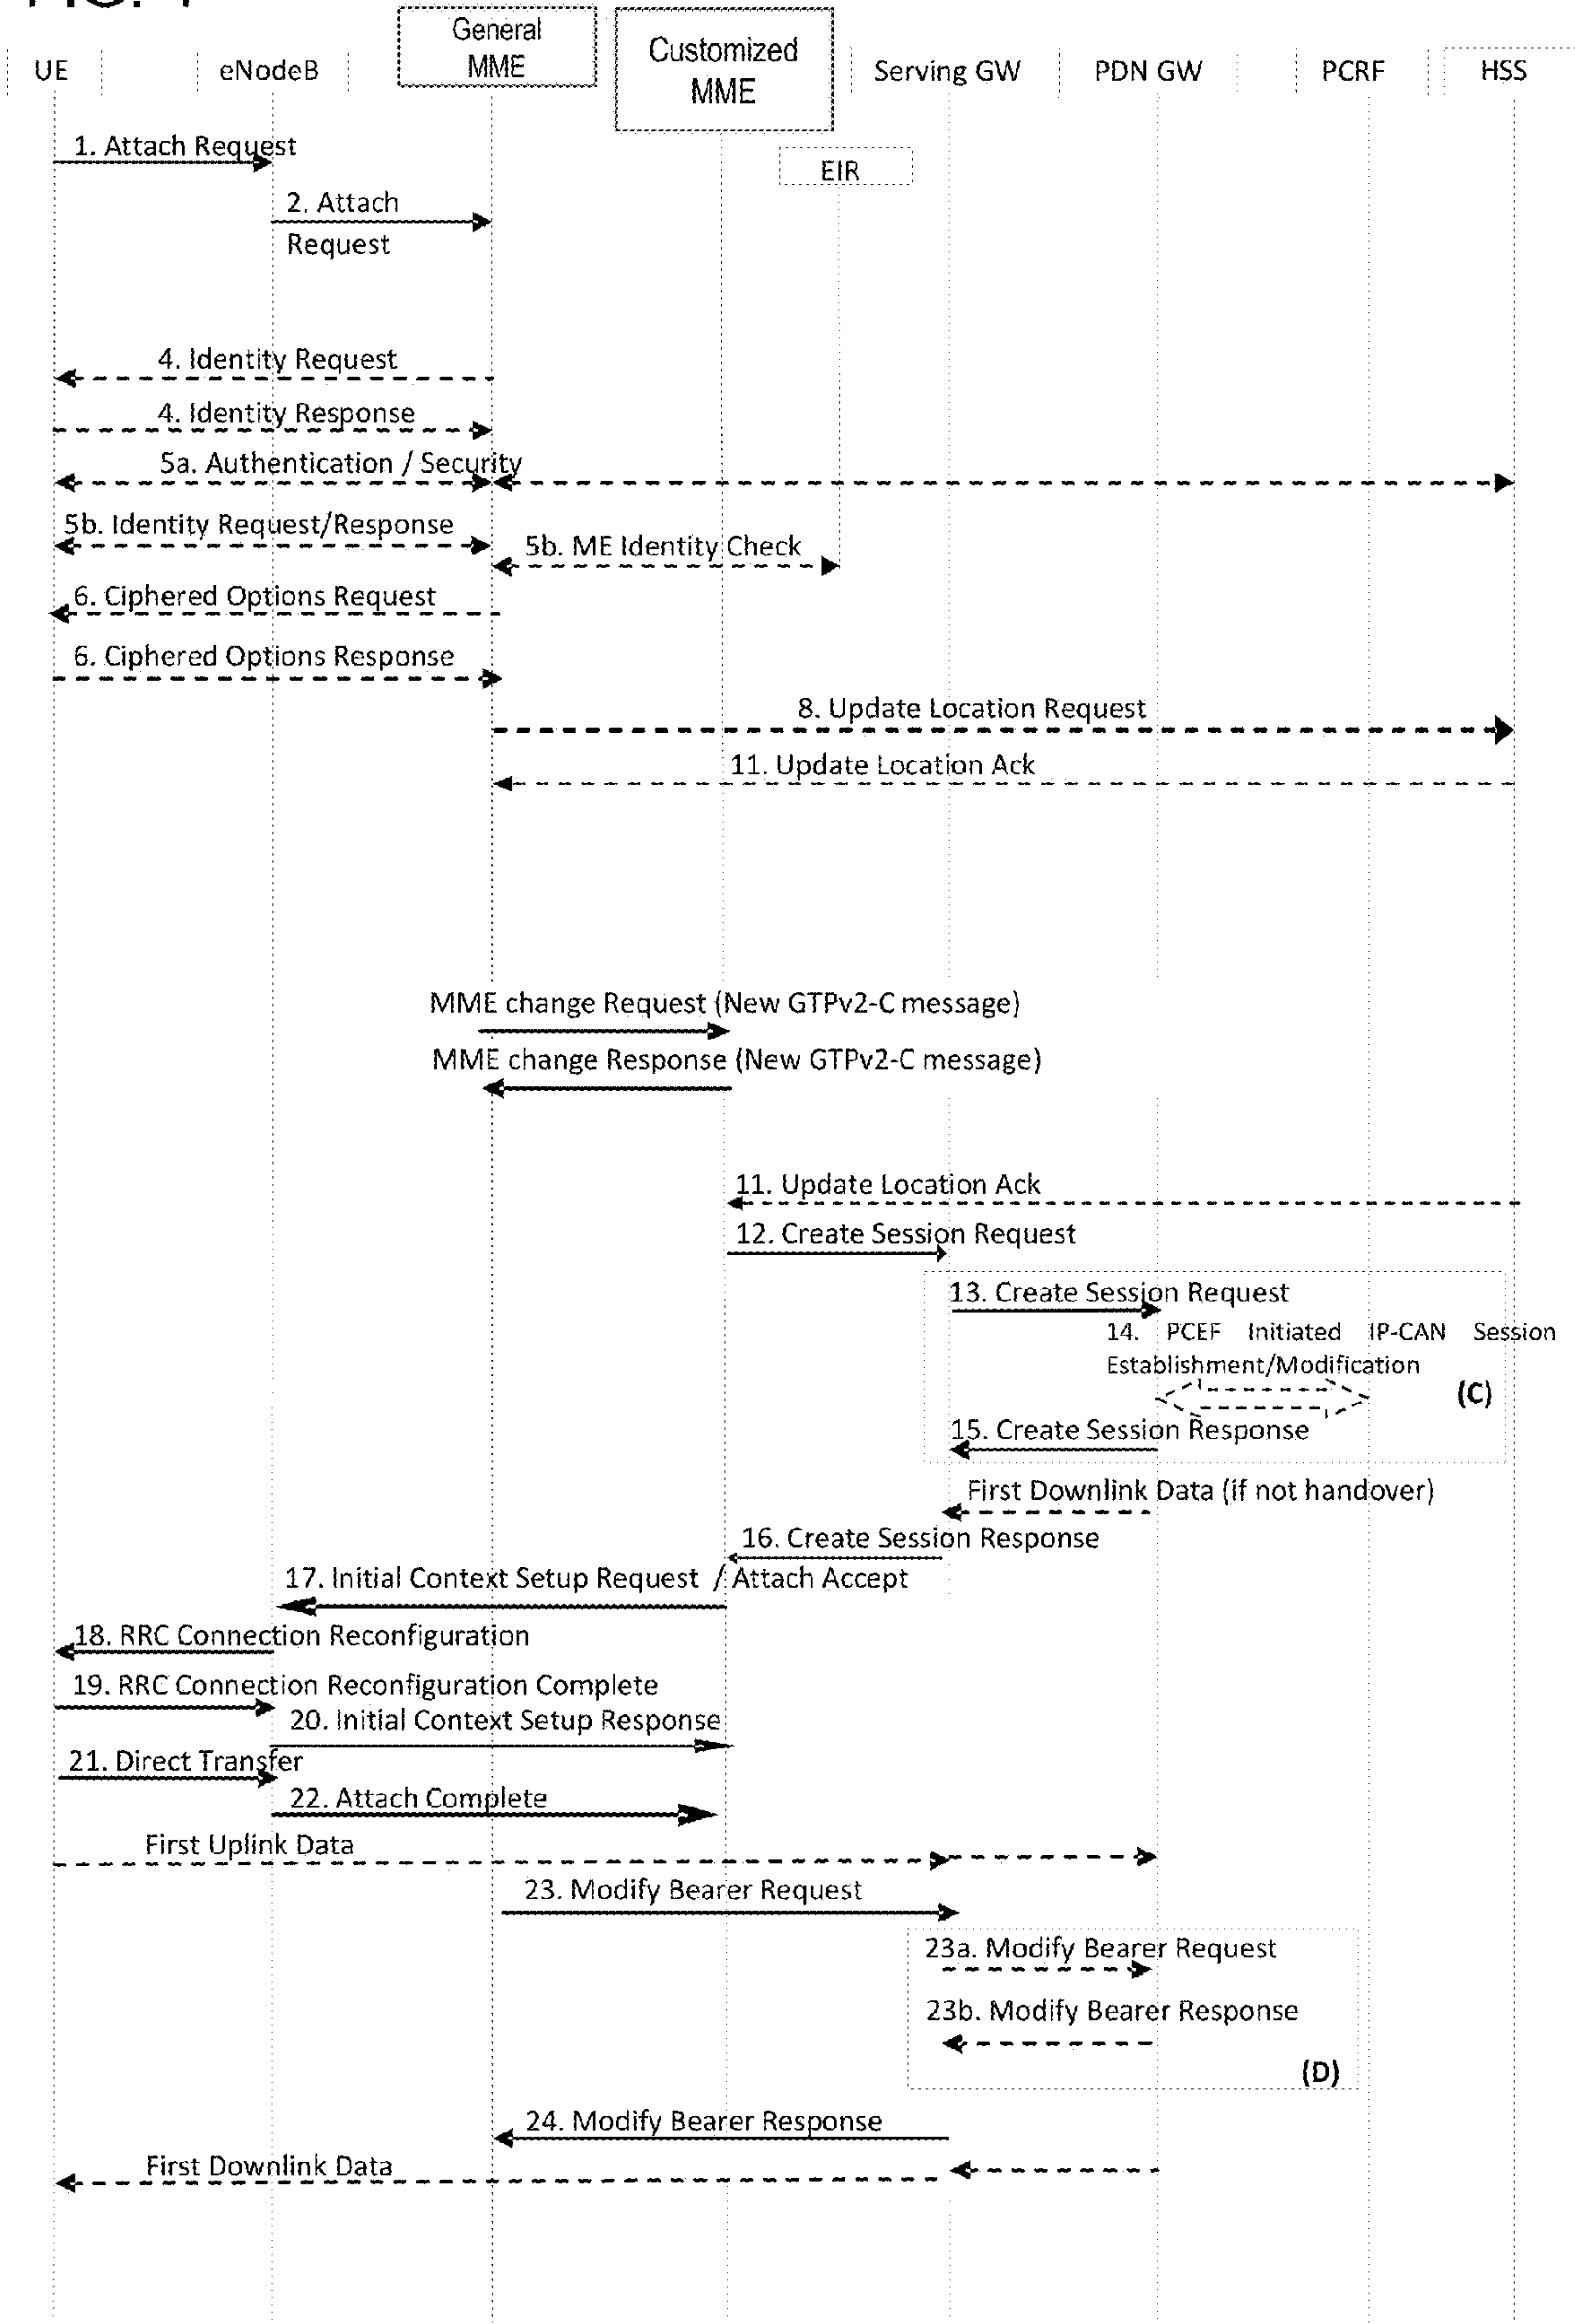 UE
eNodeB
General
MME
Customized
MME
Serving GW
PDN GW
PCRF
HSS
1. Attach Request
EIR
2. Attach
Request
4. Identity Request
4. Identity Response
5a. Authentication / Security
5b. Identity Request/Response
5b. ME Identity Check
6. Ciphered Options Request
6. Ciphered Options Response
8. Update Location Request
11. Update Location Ack
MME change Request (New GTPv2-C message)
MME change Response (New GTPv2-C message)
11. Update Location Ack
12. Create Session Request
13. Create Session Request
14. PCEF Initiated IP-CAN Session
Establishment/Modification
(C)
15. Create Session Response
First Downlink Data (if not handover)
16. Create Session Response
17. Initial Context Setup Request / Attach Accept
18. RRC Connection Reconfiguration
19. RRC Connection Reconfiguration Complete
20. Initial Context Setup Response
21. Direct Transfer
22. Attach Complete
First Uplink Data
23. Modify Bearer Request
23a. Modify Bearer Request
23b. Modify Bearer Response
(D)
24. Modify Bearer Response
First Downlink Data